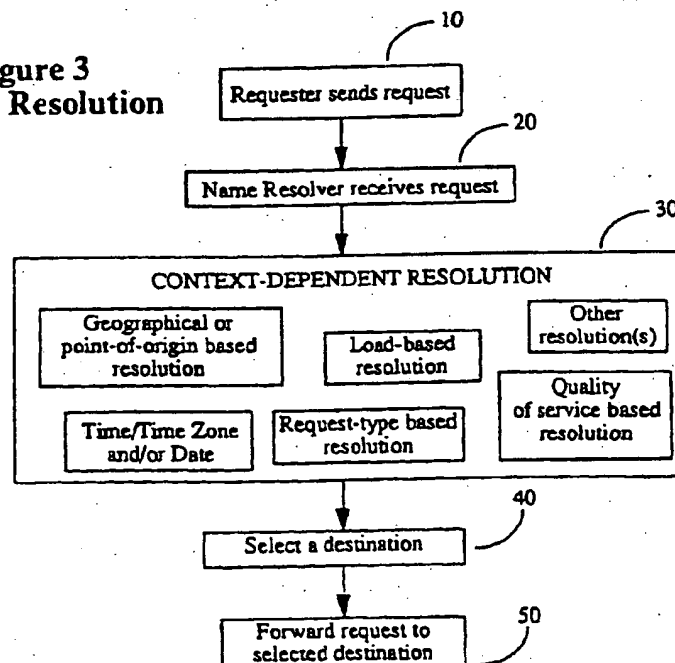 gure 3
Resolution
10
Requester sends request
20
Name Resolver receives request
30
CONTEXT-DEPENDENT RESOLUTION
Geographical or
point-of-origin based
resolution
Load-based
resolution
Other
resolution(s)
Time/Time Zone
and/or Date
Request-type based
resolution
Quality
of service based
resolution
40
Select a destination
50
Forward request to
selected destination